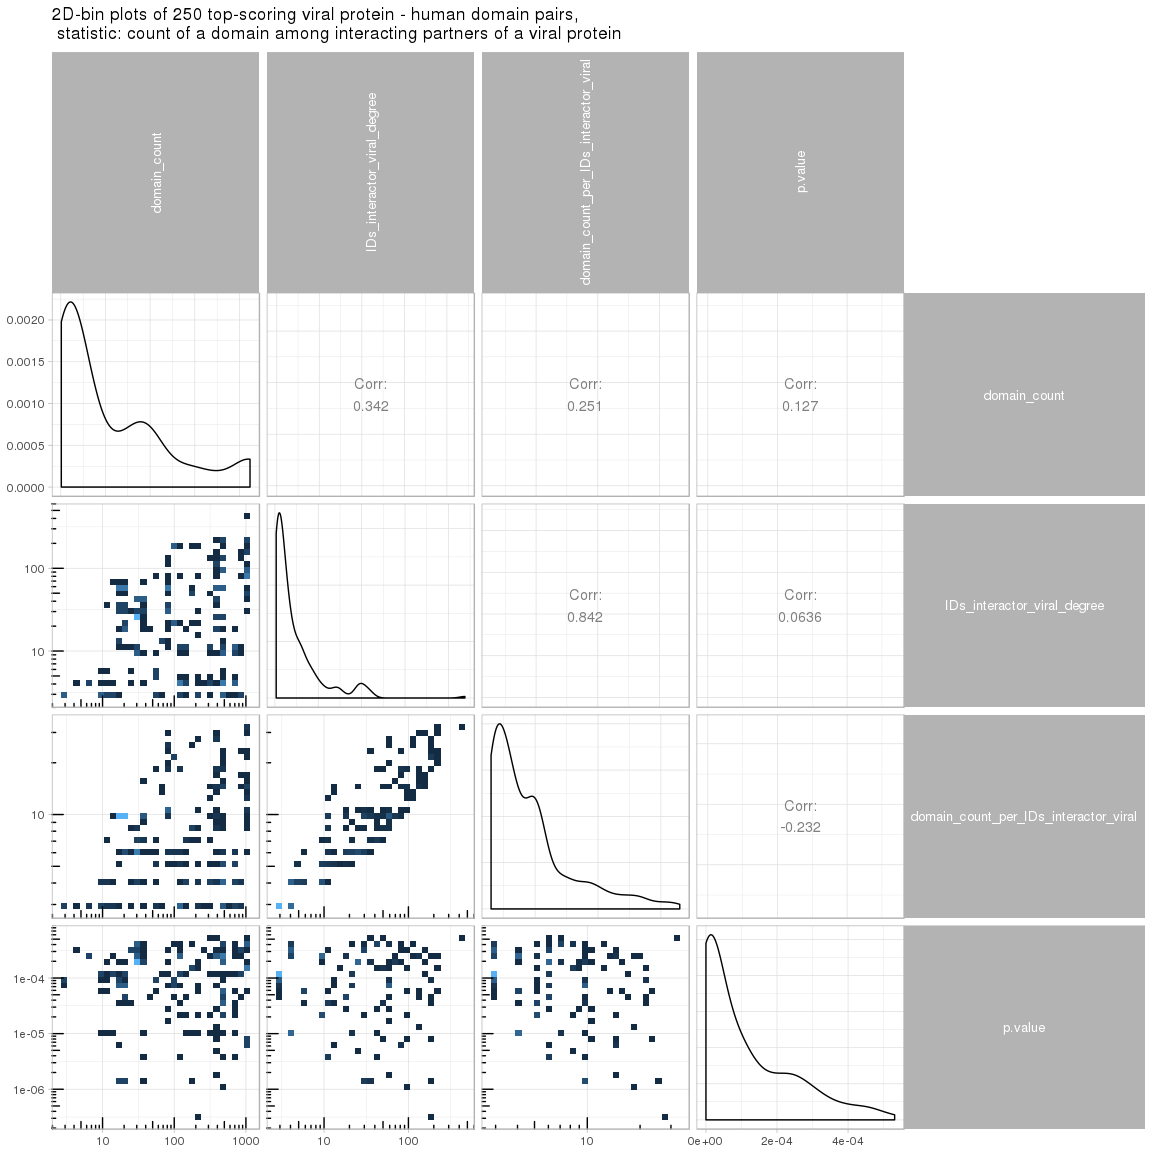 2D-bin plots of 250 top-scoring viral protein - human domain pairs,
statistic: count of a domain among interacting partners of a viral protein
domain_count
IDs_interactor_viral_degree
domain_count_per_IDs_interactor_viral
p.value
0.0020
0.0015
0.0010
0.0005
0.0000
Corr:
0.342
Corr:
0.251
Corr:
0.127
domain_count
100
10
Corr:
0.842
Corr:
0.0636
IDs_interactor_viral_degree
10
Corr:
-0.232
domain_count_per_IDs_interactor_viral
1e-04
1e-05
1e-06
p.value
10
100
1000
10
100
10
0e+00
2e-04
4e-04